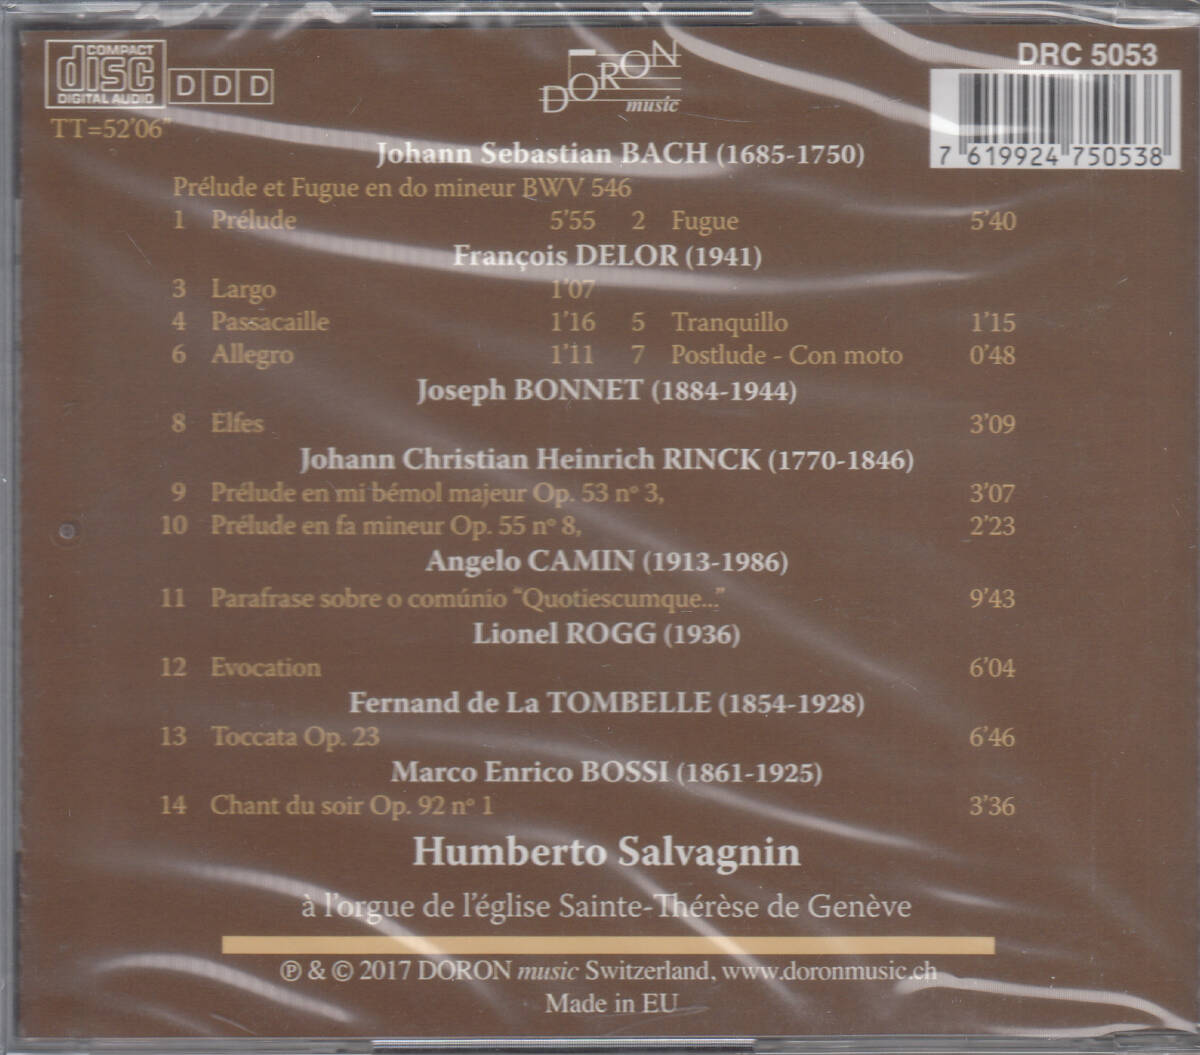 COMPACT
disc
DIGITAL AUDIO
D D D
TT=52'06"
DORON
music
DRC 5053
7 619924 750538
Johann Sebastian BACH (1685-1750)
Prélude et Fugue en do mineur BWV 546
1 Prélude 5'55 2 Fugue 5'40
François DELOR (1941)
3 Largo 1'07
4 Passacaille 1'16 5 Tranquillo 1'15
6 Allegro 1'11 7 Postlude - Con moto 0'48
Joseph BONNET (1884-1944)
8 Elfes 3'09
Johann Christian Heinrich RINCK (1770-1846)
9 Prélude en mi bémol majeur Op. 53 n° 3, 3'07
10 Prélude en fa mineur Op. 55 n° 8, 2'23
Angelo CAMIN (1913-1986)
11 Parafrase sobre o comúnio "Quotiescumque..." 9'43
Lionel ROGG (1936)
12 Evocation 6'04
Fernand de La TOMBELLE (1854-1928)
13 Toccata Op. 23 6'46
Marco Enrico BOSSI (1861-1925)
14 Chant du soir Op. 92 n° 1 3'36
Humberto Salvagnin
à l'orgue de l'église Sainte-Thérèse de Genève
℗ & © 2017 DORON music Switzerland, www.doronmusic.ch
Made in EU